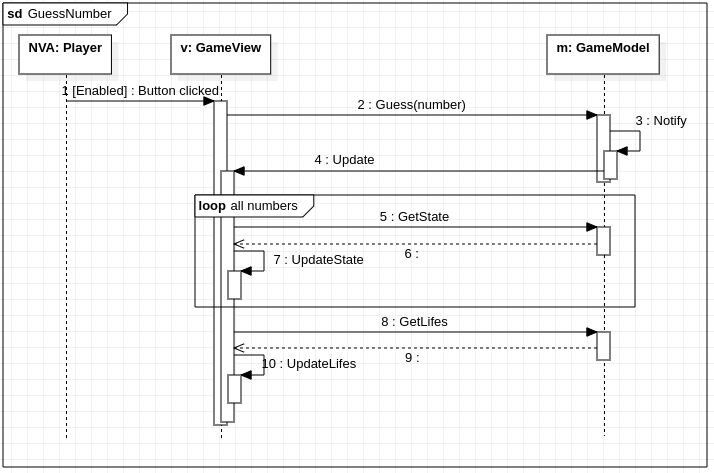 sd GuessNumber
NVA: Player
v: GameView
m: GameModel
1 [Enabled] : Button clicked
2 : Guess(number)
3 : Notify
4 : Update
loop all numbers
5 : GetState
6 :
7 : UpdateState
8 : GetLifes
9 :
10 : UpdateLifes